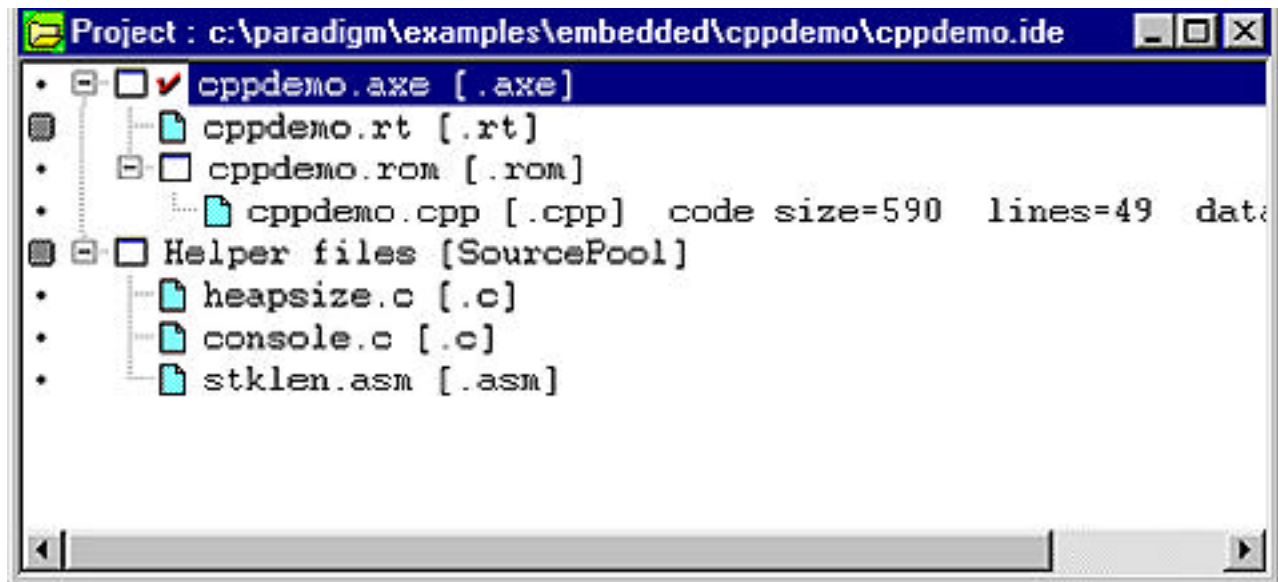 Project : c:\paradigm\examples\embedded\cppdemo\cppdemo.ide
cppdemo.axe [.axe]
cppdemo.rt [.rt]
cppdemo.rom [.rom]
cppdemo.cpp [.cpp] code size=590 lines=49
Helper files [SourcePool]
heapsize.c [.c]
console.c [.c]
stklen.asm [.asm]